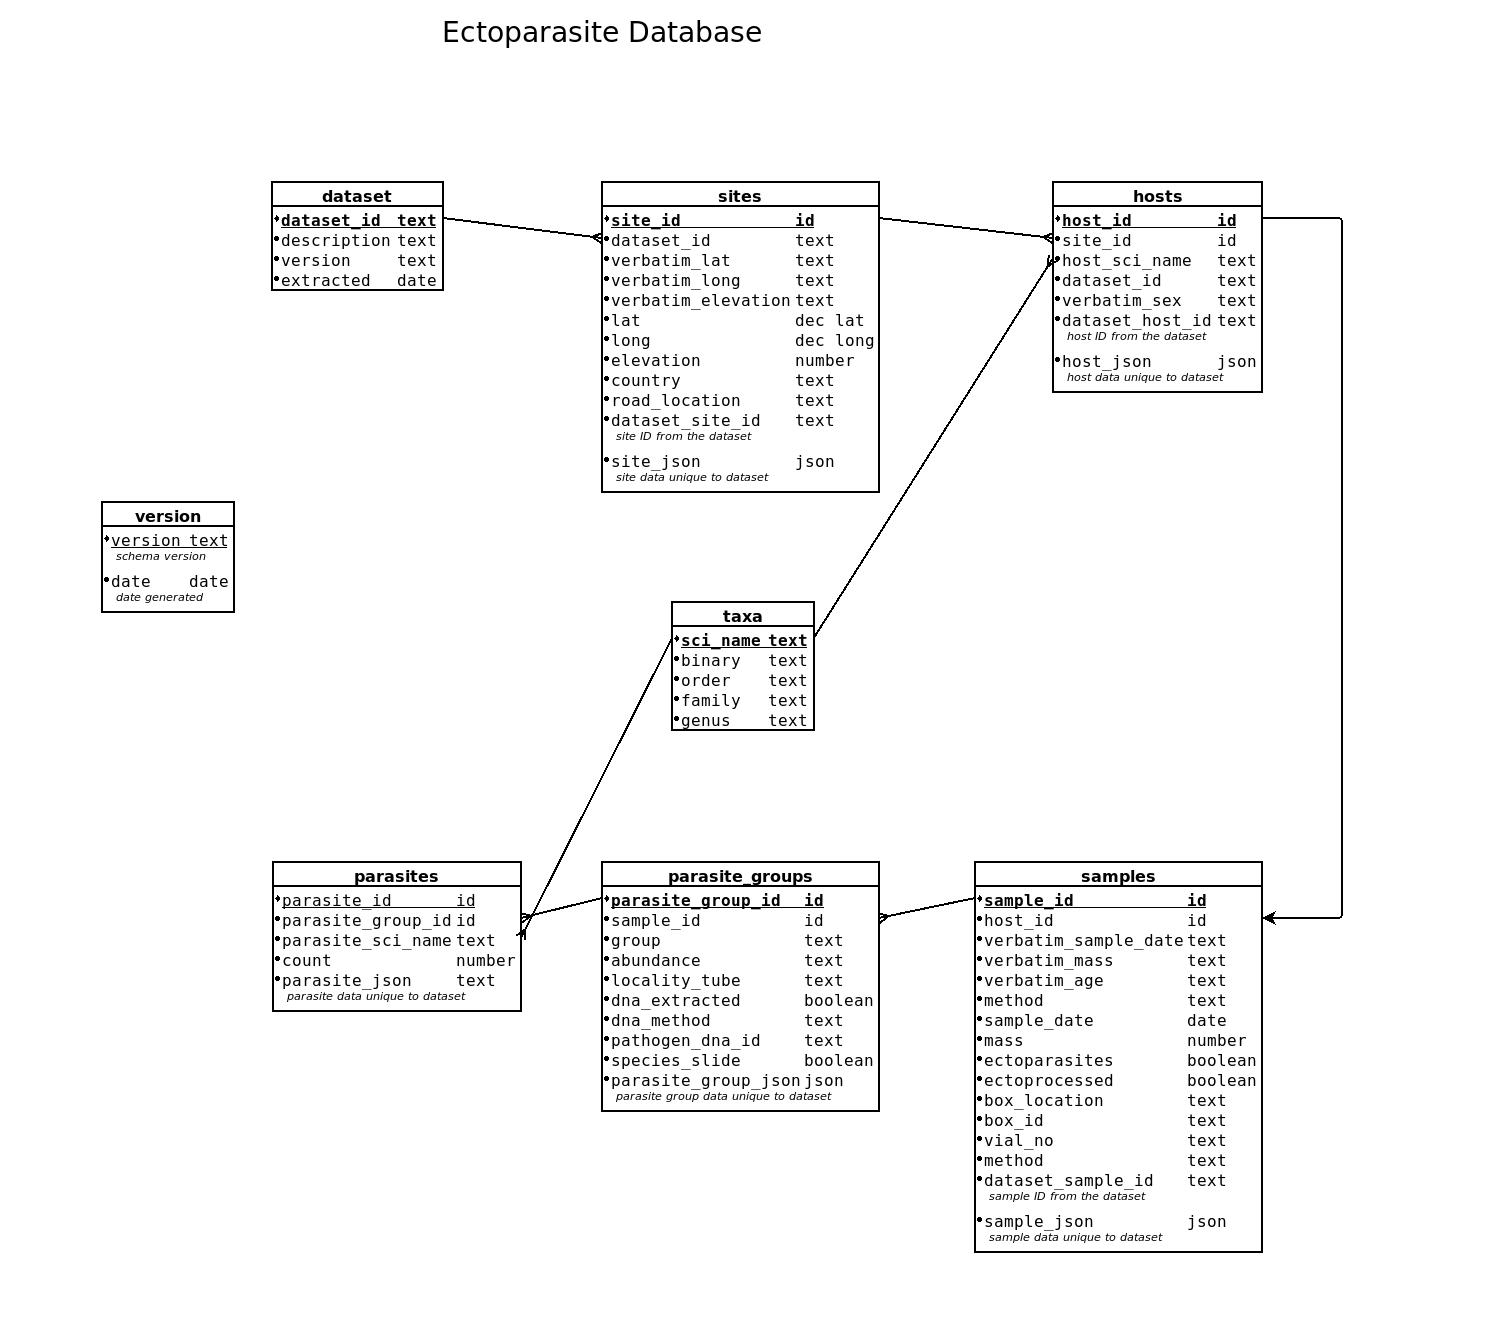 Ectoparasite Database
dataset
dataset_id text
description text
version text
extracted date
sites
site_id id
dataset_id text
verbatim_lat text
verbatim_long text
verbatim_elevation text
lat dec lat
long dec long
elevation number
country text
road_location text
dataset_site_id text
site ID from the dataset
site_json json
site data unique to dataset
hosts
host_id id
site_id id
host_sci_name text
dataset_id text
verbatim_sex text
dataset_host_id text
host ID from the dataset
host_json json
host data unique to dataset
version
version text
schema version
date date
date generated
taxa
sci_name text
binary text
order text
family text
genus text
parasites
parasite_id id
parasite_group_id id
parasite_sci_name text
count number
parasite_json text
parasite data unique to dataset
parasite_groups
parasite_group_id id
sample_id id
group text
abundance text
locality_tube text
dna_extracted boolean
dna_method text
pathogen_dna_id text
species_slide boolean
parasite_group_json json
parasite group data unique to dataset
samples
sample_id id
host_id id
verbatim_sample_date text
verbatim_mass text
verbatim_age text
method text
sample_date date
mass number
ectoparasites boolean
ectoprocessed boolean
box_location text
box_id text
vial_no text
method text
dataset_sample_id text
sample ID from the dataset
sample_json json
sample data unique to dataset